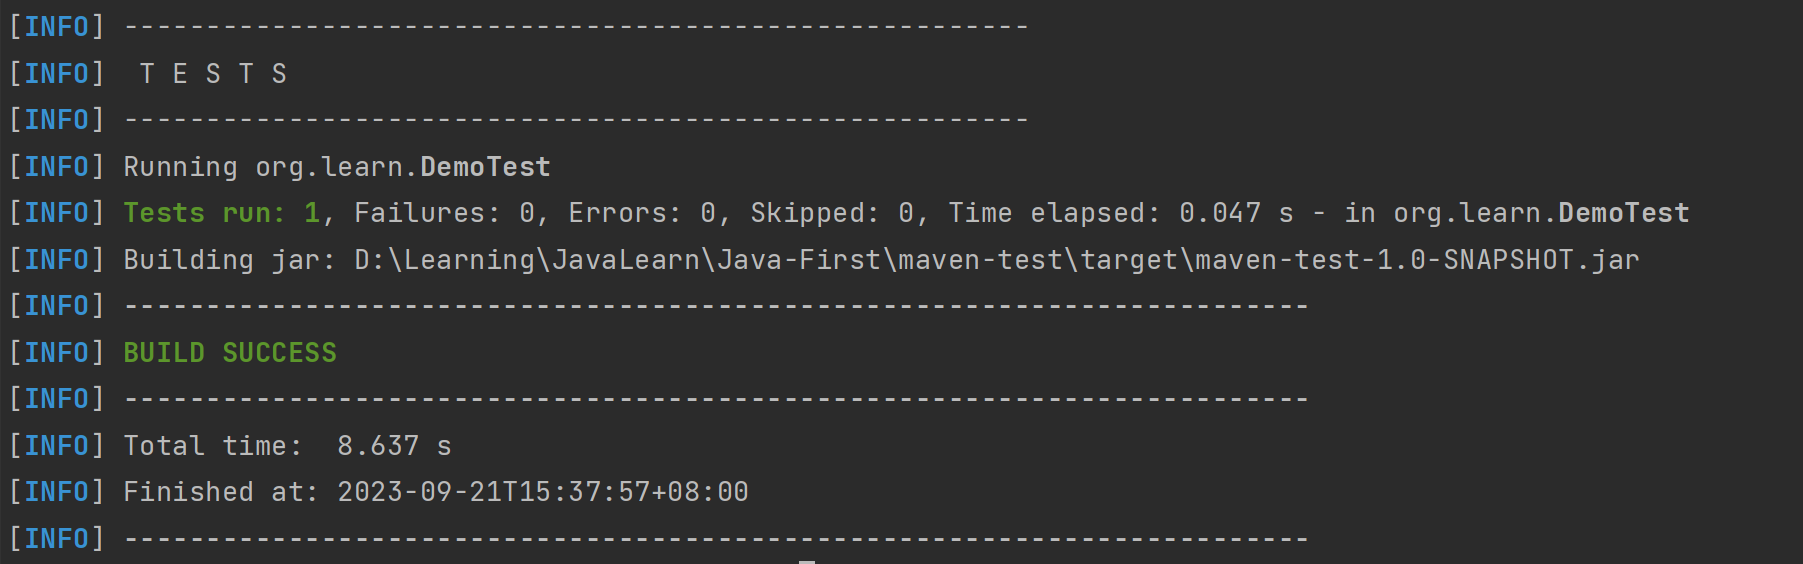 [INFO] -------------------------------------------------------
[INFO]  T E S T S
[INFO] -------------------------------------------------------
[INFO] Running org.learn.DemoTest
[INFO] Tests run: 1, Failures: 0, Errors: 0, Skipped: 0, Time elapsed: 0.047 s - in org.learn.DemoTest
[INFO] Building jar: D:\Learning\JavaLearn\Java-First\maven-test\target\maven-test-1.0-SNAPSHOT.jar
[INFO] ------------------------------------------------------------------------
[INFO] BUILD SUCCESS
[INFO] ------------------------------------------------------------------------
[INFO] Total time:  8.637 s
[INFO] Finished at: 2023-09-21T15:37:57+08:00
[INFO] ------------------------------------------------------------------------